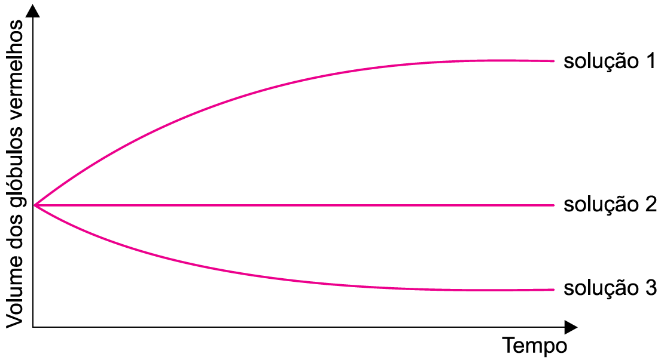 Volume dos glóbulos vermelhos
solução 1
solução 2
solução 3
Tempo